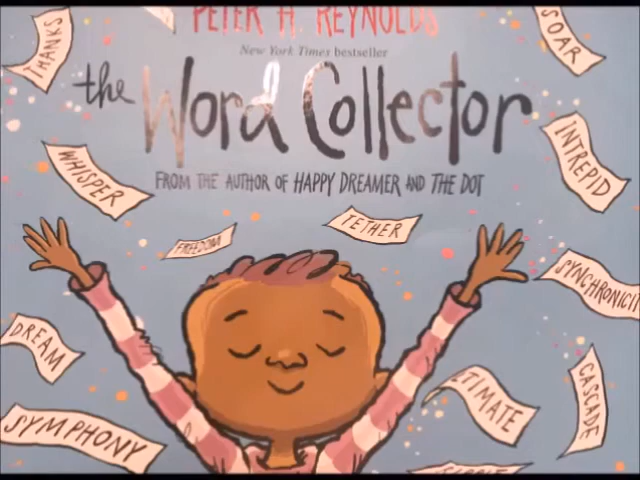 PETER H. REYNOLDS
New York Times bestseller
the Word Collector
FROM THE AUTHOR OF HAPPY DREAMER AND THE DOT
THANKS
SOAR
WHISPER
INTREPID
FREEDOM
TETHER
SYNCHRONICIT
DREAM
CASCADE
TIMATE
SYMPHONY